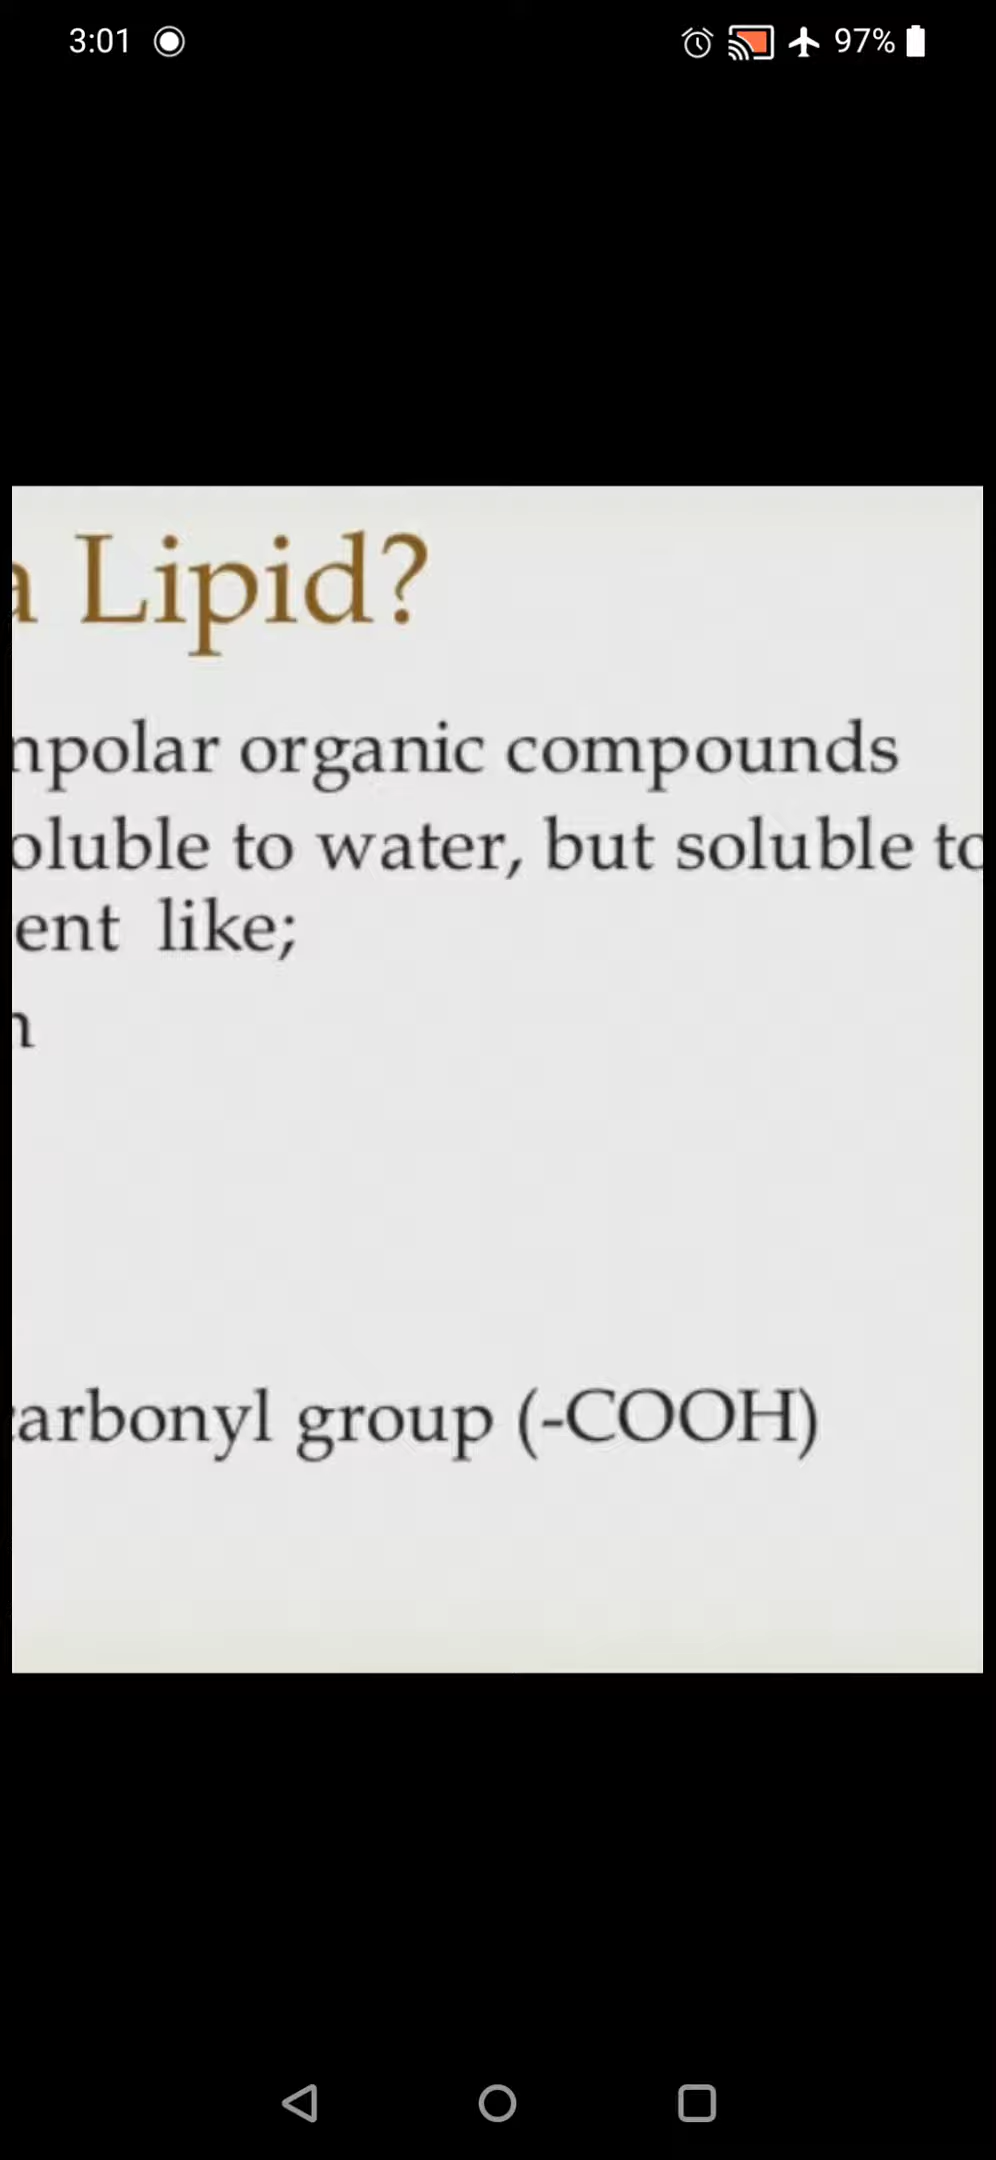 3:01 97%
a Lipid?
npolar organic compounds
oluble to water, but soluble to
ent like;
n
arbonyl group (-COOH)